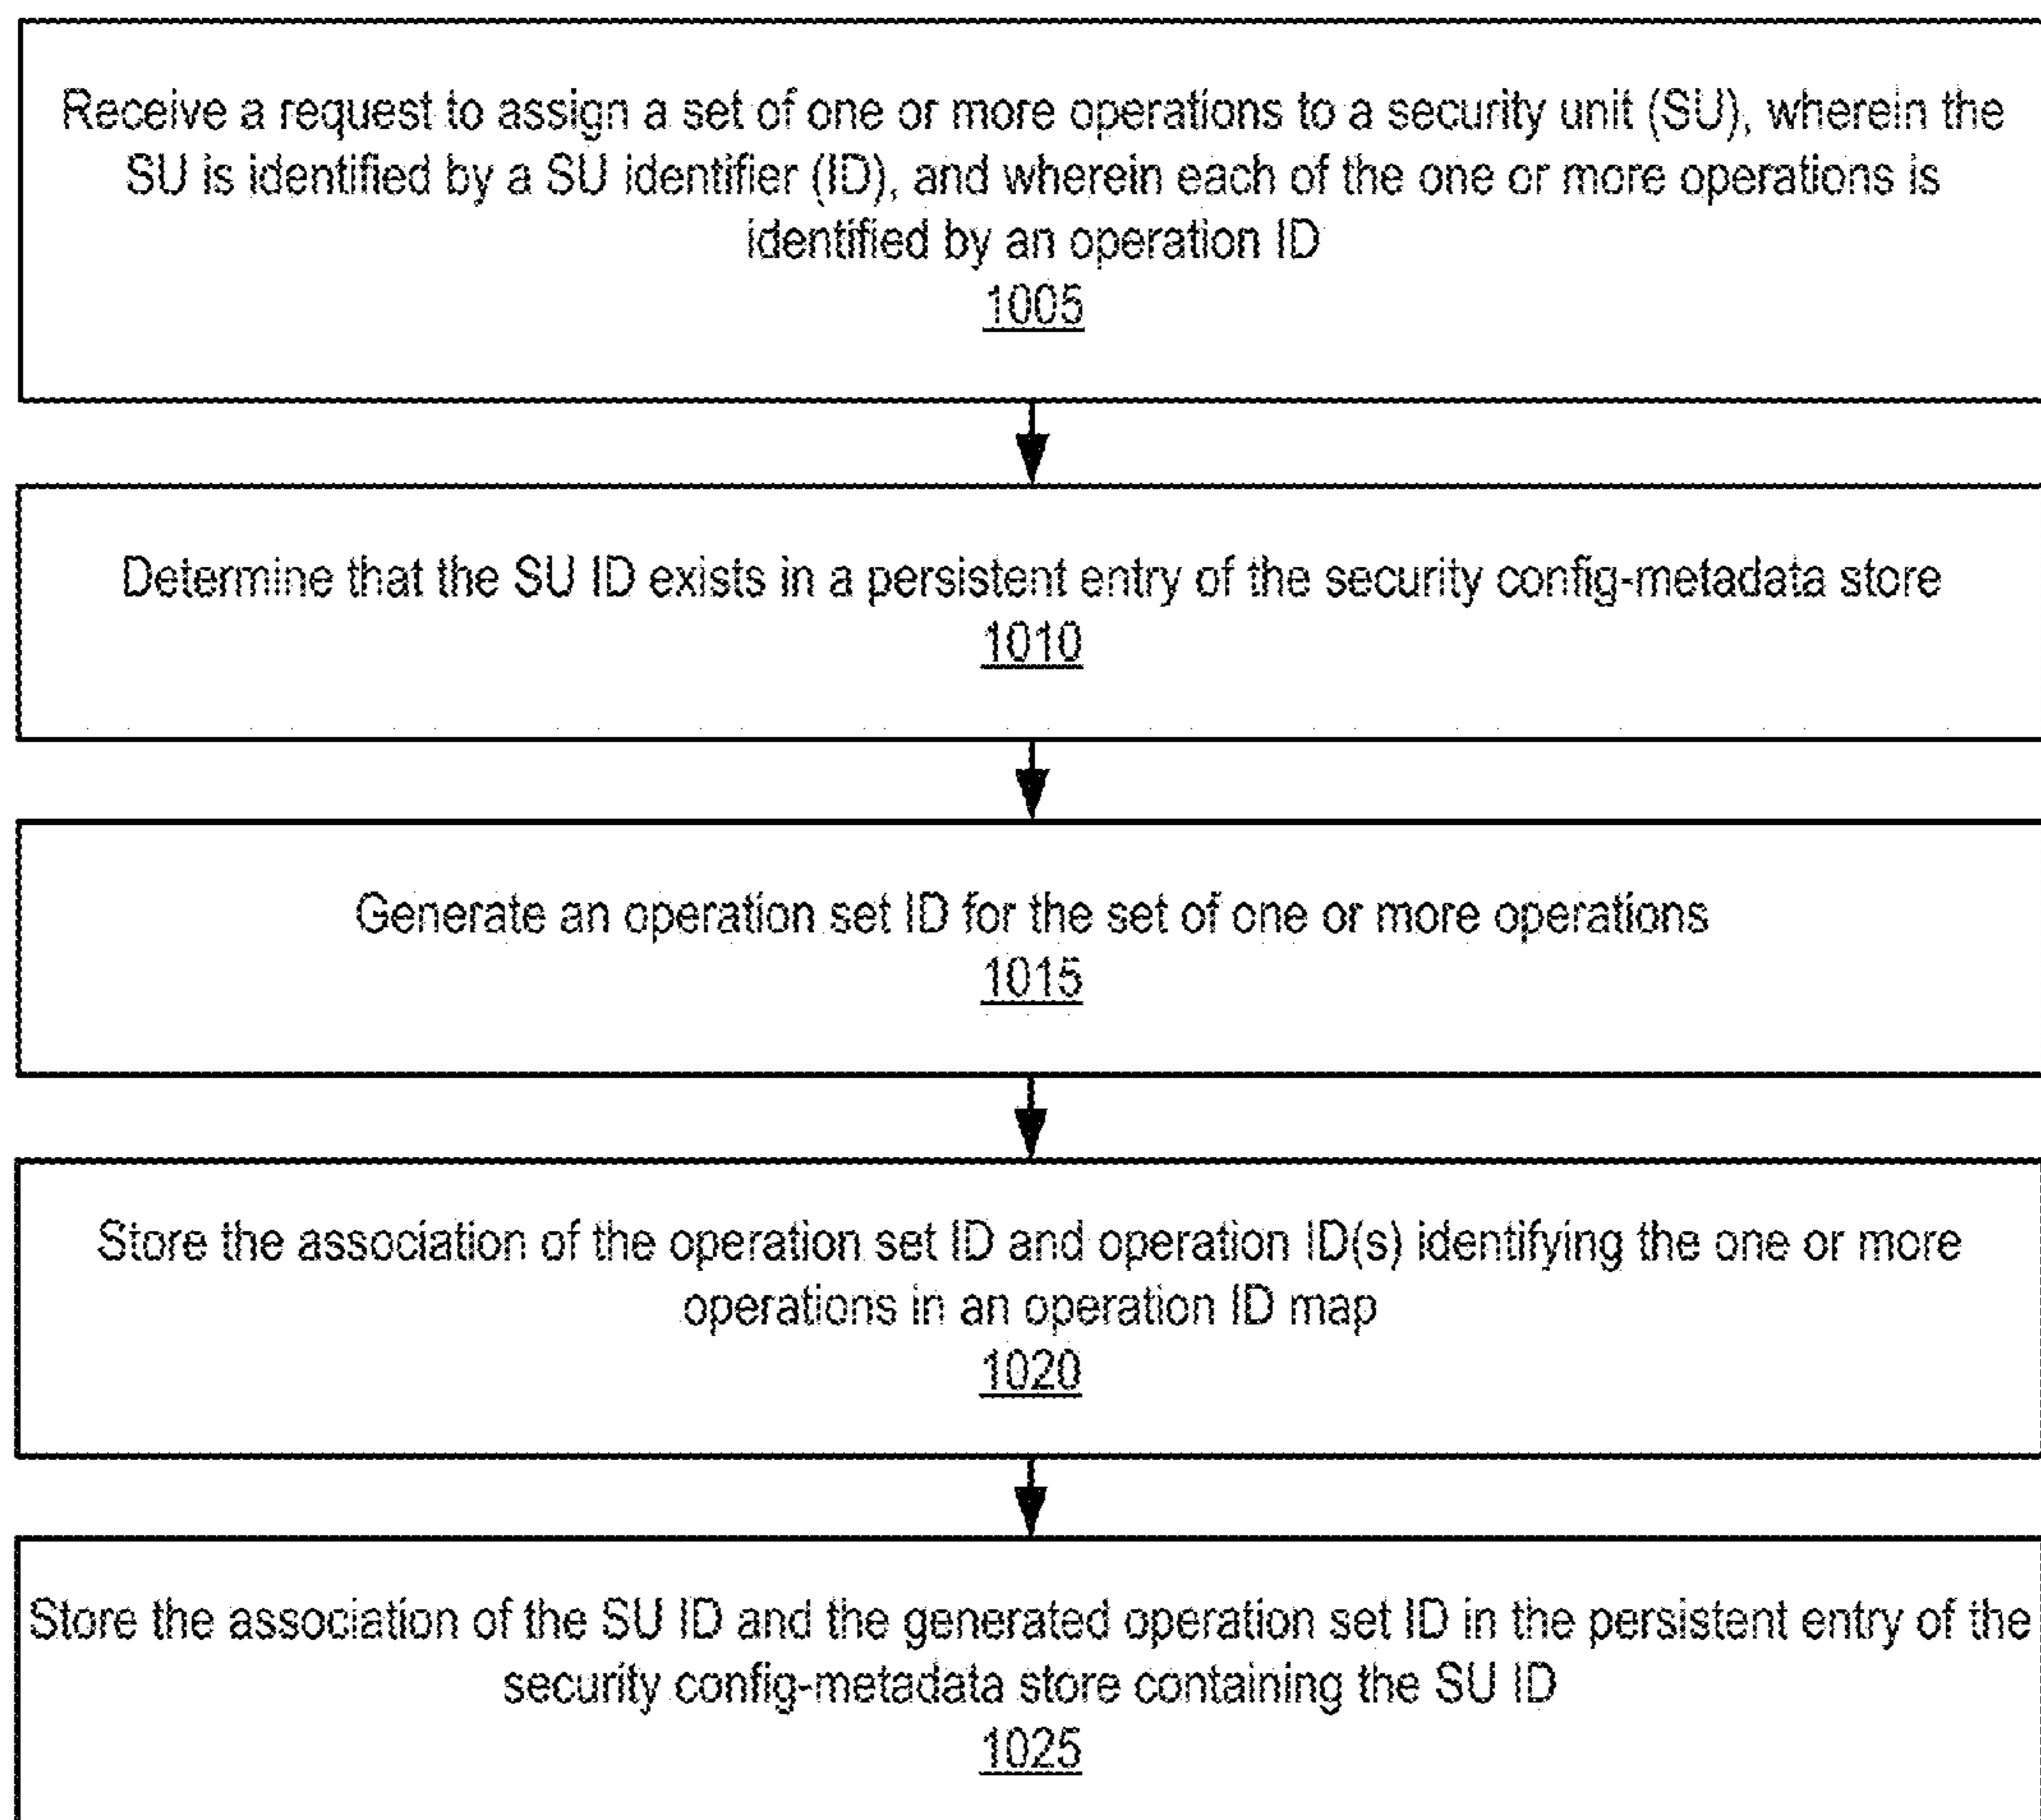 Receive a request to assign a set of one or more operations to a security unit (SU), wherein the
SU is identified by a SU identifier (ID), and wherein each of the one or more operations is
identified by an operation ID
1005
Determine that the SU ID exists in a persistent entry of the security config-metadata store
1010
Generate an operation set ID for the set of one or more operations
1015
Store the association of the operation set ID and operation ID(s) identifying the one or more
operations in an operation ID map
1020
Store the association of the SU ID and the generated operation set ID in the persistent entry of the
security config-metadata store containing the SU ID
1025